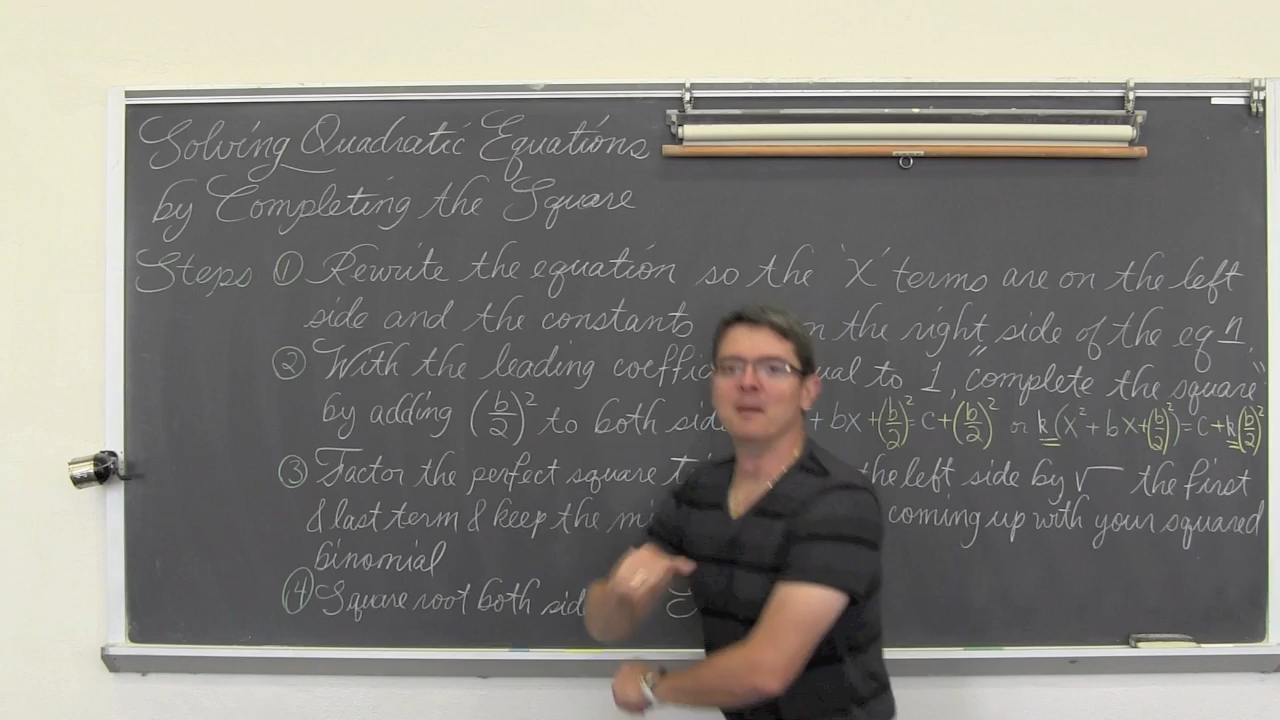 Solving Quadratic Equations
by Completing the Square
Steps ① Rewrite the equation so the 'X' terms are on the left
side and the constants n the right side of the eqn.
② With the leading coeffic ual to 1, "complete the square"
by adding (b/2)² to both sid + bx + (b/2)² = c + (b/2)² or k(x² + bx + (b/2)²) = c + k(b/2)²
③ Factor the perfect square t the left side by √ the first
& last term & keep the mi coming up with your squared
binomial
④ Square root both sid S